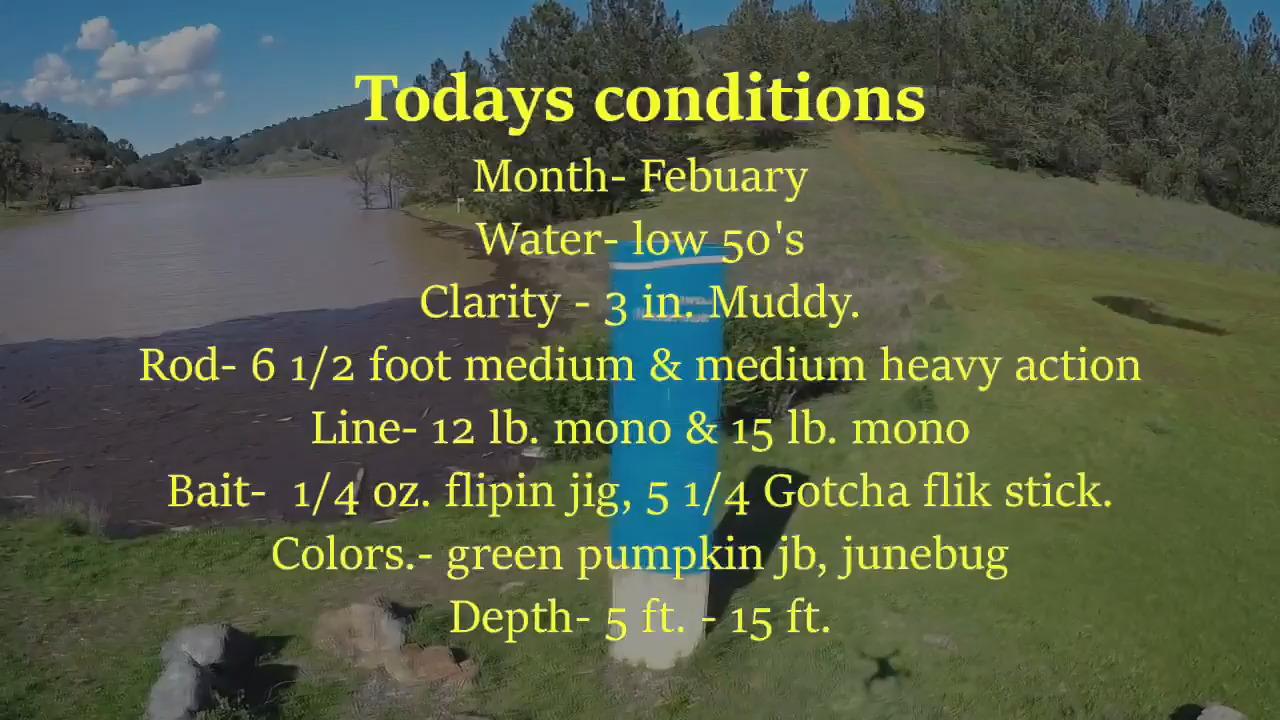 Todays conditions
Month- Febuary
Water- low 50's
Clarity - 3 in. Muddy.
Rod- 6 1/2 foot medium & medium heavy action
Line- 12 lb. mono & 15 lb. mono
Bait-  1/4 oz. flipin jig, 5 1/4 Gotcha flik stick.
Colors.- green pumpkin jb, junebug
Depth- 5 ft. - 15 ft.